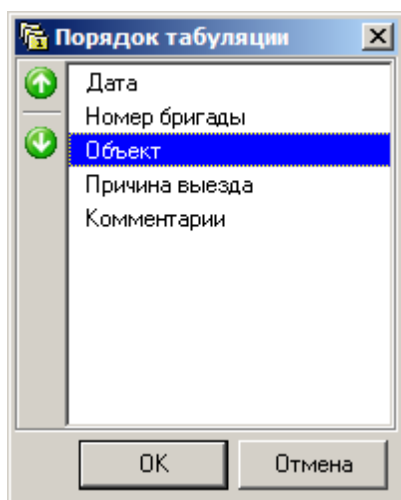 Порядок табуляции
Дата
Номер бригады
Объект
Причина выезда
Комментарии
OK
Отмена